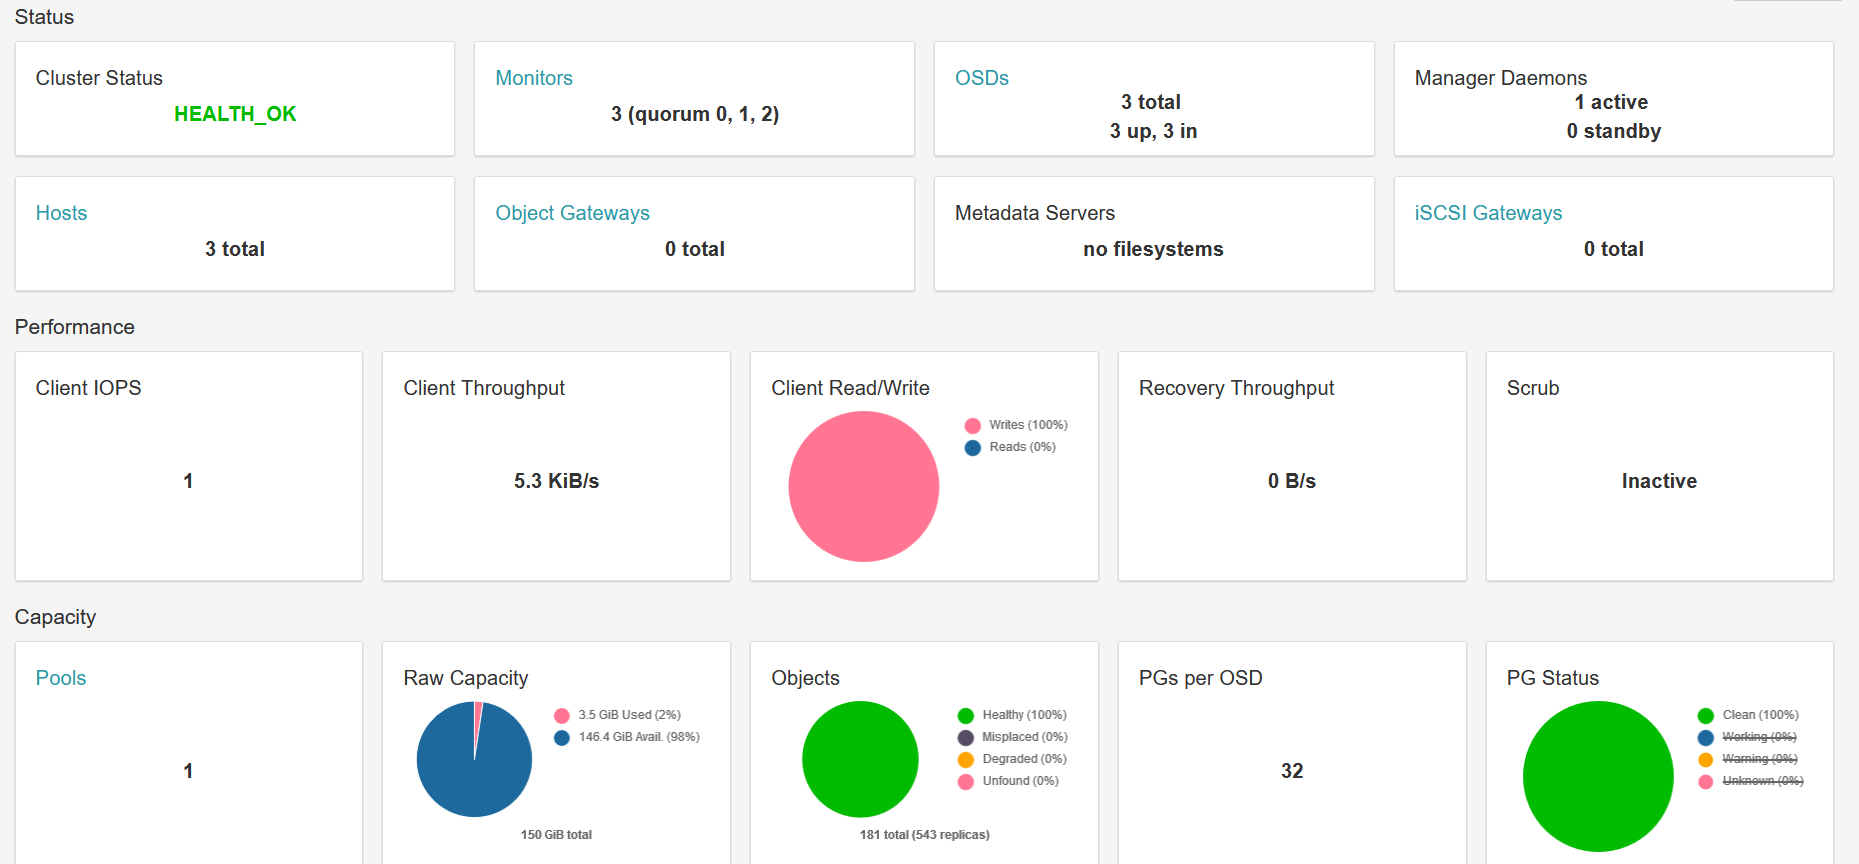 Status
Cluster Status
HEALTH_OK
Monitors
3 (quorum 0, 1, 2)
OSDs
3 total
3 up, 3 in
Manager Daemons
1 active
0 standby
Hosts
3 total
Object Gateways
0 total
Metadata Servers
no filesystems
iSCSI Gateways
0 total
Performance
Client IOPS
1
Client Throughput
5.3 KiB/s
Client Read/Write
Writes (100%)
Reads (0%)
Recovery Throughput
0 B/s
Scrub
Inactive
Capacity
Pools
1
Raw Capacity
3.5 GiB Used (2%)
146.4 GiB Avail. (98%)
150 GiB total
Objects
Healthy (100%)
Misplaced (0%)
Degraded (0%)
Unfound (0%)
181 total (543 replicas)
PGs per OSD
32
PG Status
Clean (100%)
Working (0%)
Warning (0%)
Unknown (0%)